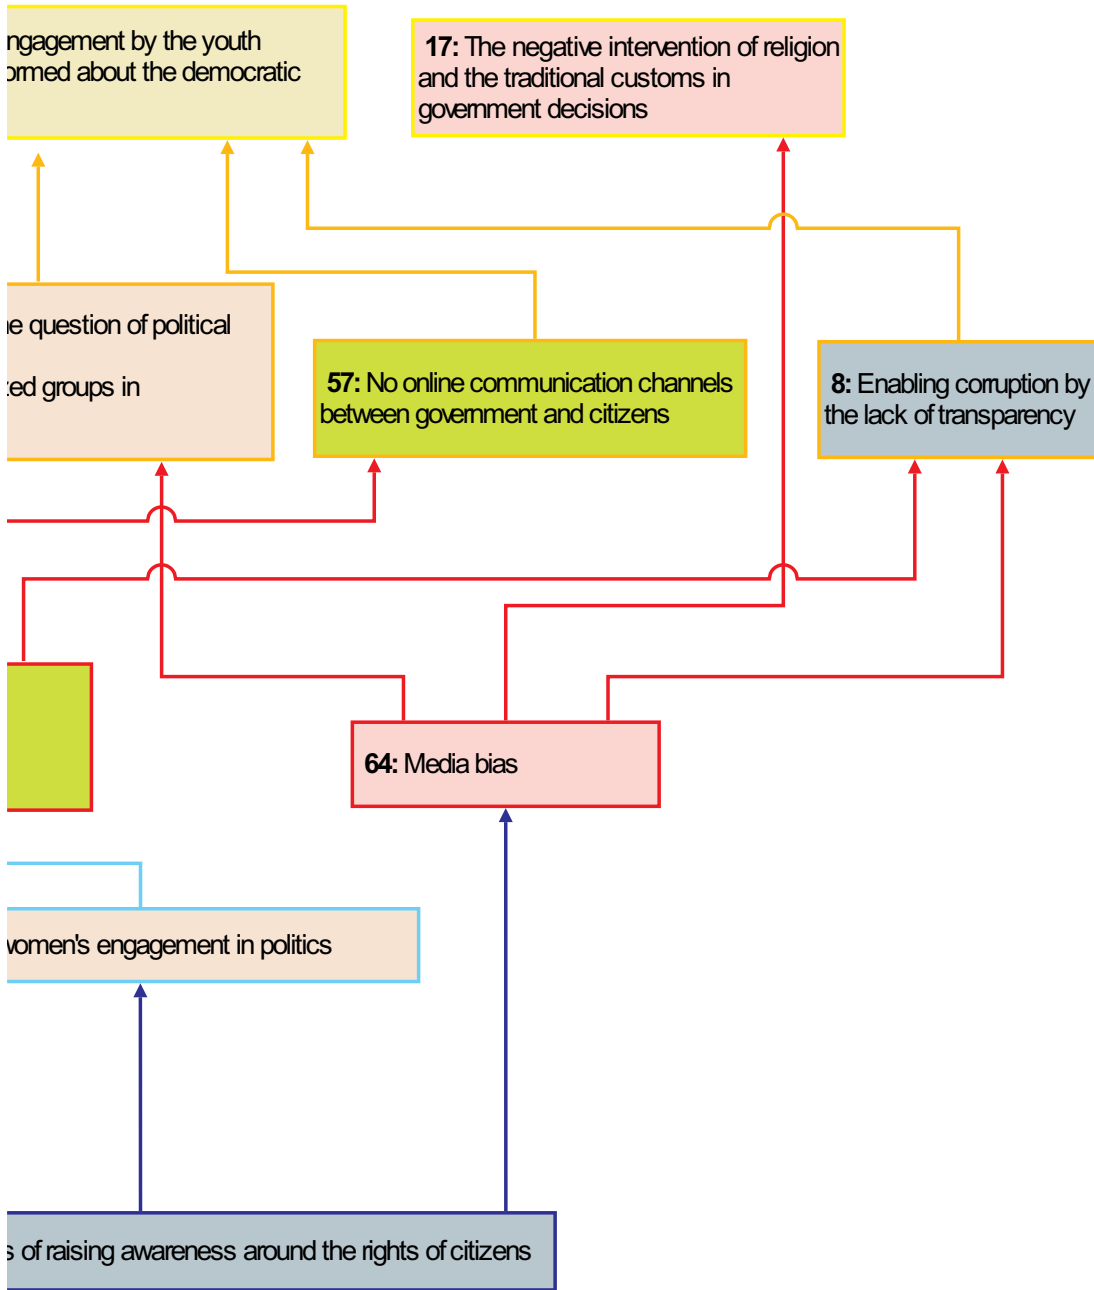 ngagement by the youth
ormed about the democratic
17: The negative intervention of religion
and the traditional customs in
government decisions
question of political
groups in
57: No online communication channels
between government and citizens
8: Enabling corruption by
the lack of transparency
64: Media bias
women's engagement in politics
s of raising awareness around the rights of citizens